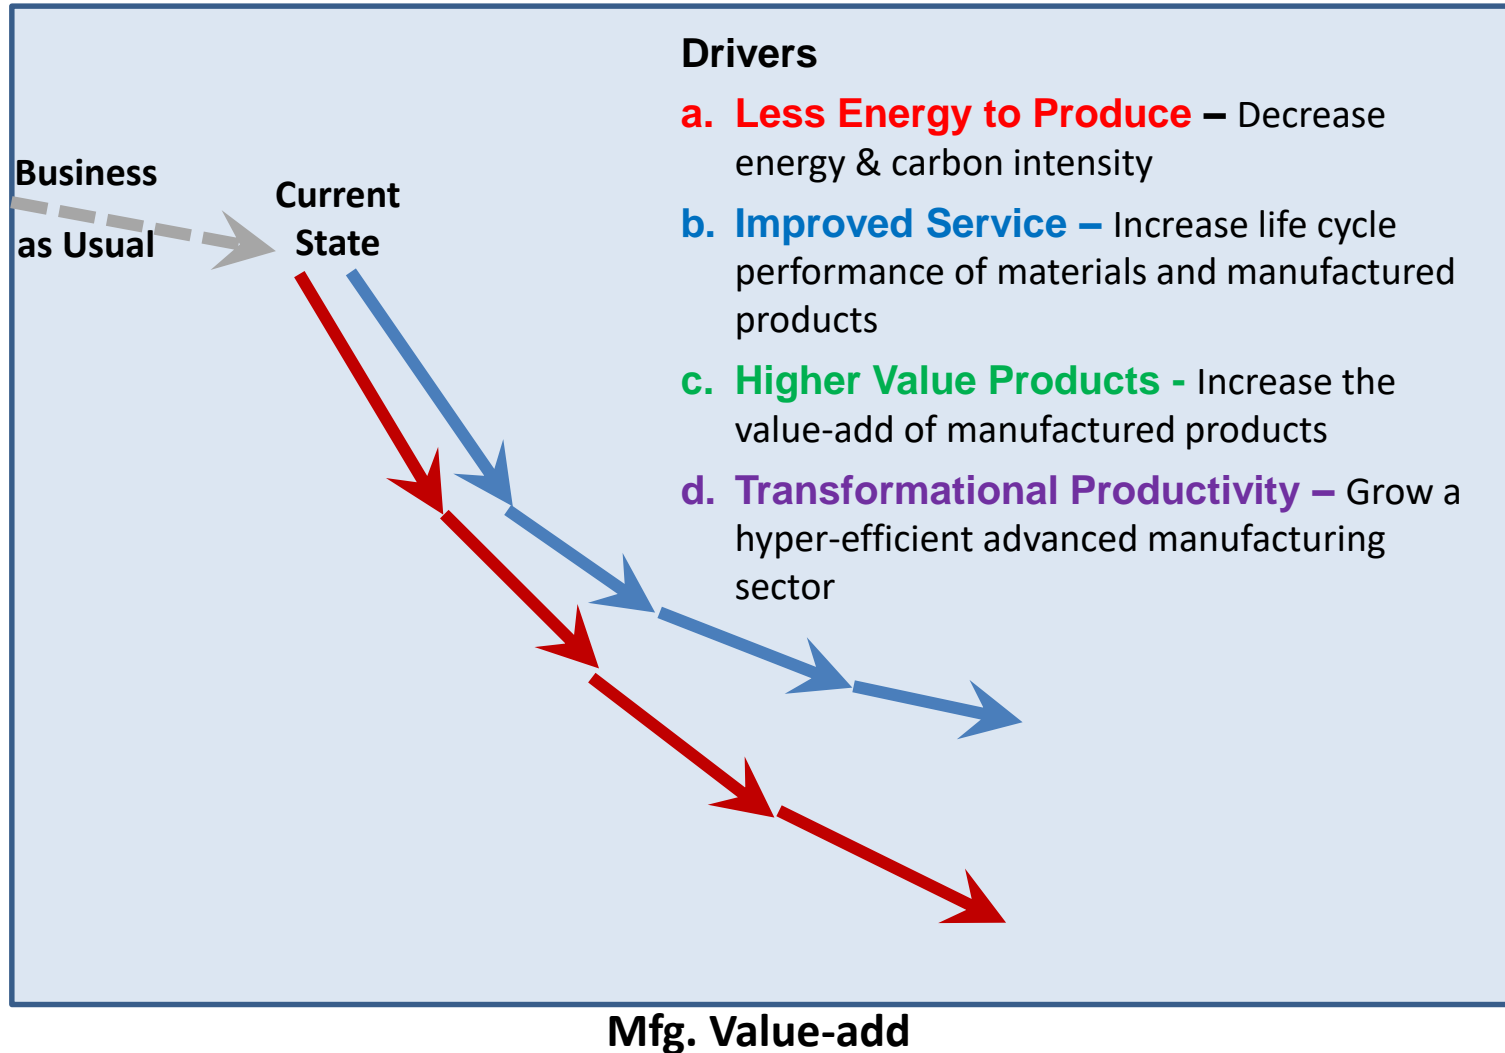 Drivers
a. Less Energy to Produce – Decrease
energy & carbon intensity
Business
as Usual
Current
State
b. Improved Service – Increase life cycle
performance of materials and manufactured
products
c. Higher Value Products - Increase the
value-add of manufactured products
d. Transformational Productivity – Grow a
hyper-efficient advanced manufacturing
sector
Mfg. Value-add